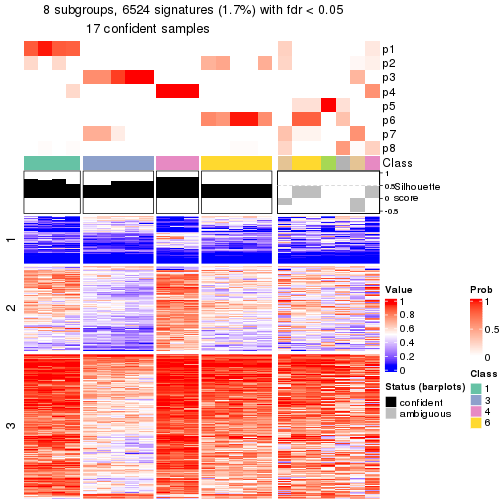 8 subgroups, 6524 signatures (1.7%) with fdr < 0.05
17 confident samples
p1
p2
p3
p4
p5
p6
p7
p8
Class
1
0.5
0
-0.5
Silhouette
score
1
2
3
Value
1
0.8
0.6
0.4
0.2
0
Status (barplots)
confident
ambiguous
Prob
1
0.5
0
Class
1
3
4
6